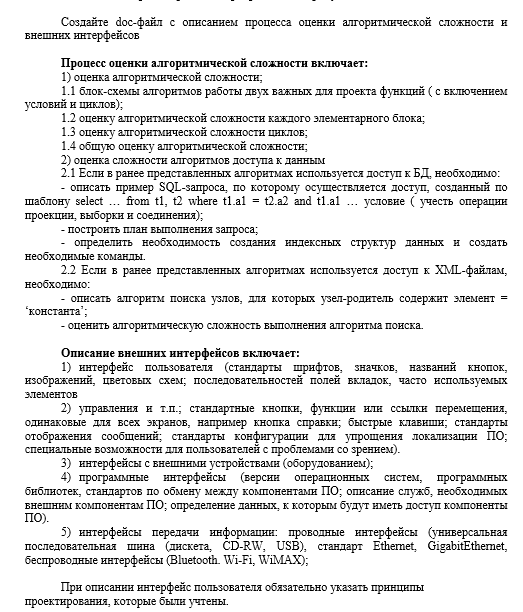 Создайте doc-файл с описанием процесса оценки алгоритмической сложности и
внешних интерфейсов
Процесс оценки алгоритмической сложности включает:
1) оценка алгоритмической сложности;
1.1 блок-схемы алгоритмов работы двух важных для проекта функций ( с включением
условий и циклов);
1.2 оценку алгоритмической сложности каждого элементарного блока;
1.3 оценку алгоритмической сложности циклов;
1.4 общую оценку алгоритмической сложности;
2) оценка сложности алгоритмов доступа к данным
2.1 Если в ранее представленных алгоритмах используется доступ к БД, необходимо:
- описать пример SQL-запроса, по которому осуществляется доступ, созданный по
шаблону select … from t1, t2 where t1.a1 = t2.a2 and t1.a1 … условие ( учесть операции
проекции, выборки и соединения);
- построить план выполнения запроса;
- определить необходимость создания индексных структур данных и создать
необходимые команды.
2.2 Если в ранее представленных алгоритмах используется доступ к XML-файлам,
необходимо:
- описать алгоритм поиска узлов, для которых узел-родитель содержит элемент =
‘константа’;
- оценить алгоритмическую сложность выполнения алгоритма поиска.
Описание внешних интерфейсов включает:
1) интерфейс пользователя (стандарты шрифтов, значков, названий кнопок,
изображений, цветовых схем; последовательностей полей вкладок, часто используемых
элементов
2) управления и т.п.; стандартные кнопки, функции или ссылки перемещения,
одинаковые для всех экранов, например кнопка справки; быстрые клавиши; стандарты
отображения сообщений; стандарты конфигурации для упрощения локализации ПО;
специальные возможности для пользователей с проблемами со зрением).
3) интерфейсы с внешними устройствами (оборудованием);
4) программные интерфейсы (версии операционных систем, программных
библиотек, стандартов по обмену между компонентами ПО; описание служб, необходимых
внешним компонентам ПО; определение данных, к которым будут иметь доступ компоненты
ПО).
5) интерфейсы передачи информации: проводные интерфейсы (универсальная
последовательная шина (дискета, CD-RW, USB), стандарт Ethernet, GigabitEthernet,
беспроводные интерфейсы (Bluetooth. Wi-Fi, WiMAX);
При описании интерфейс пользователя обязательно указать принципы
проектирования, которые были учтены.